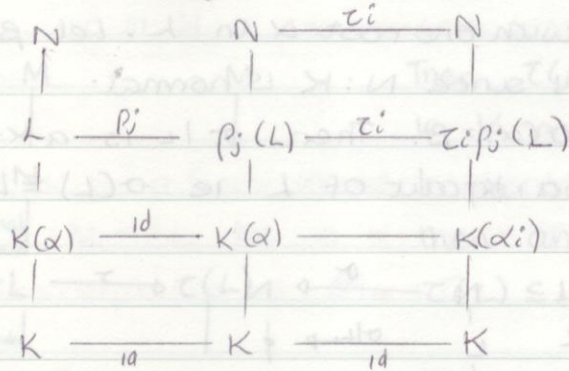 τi
N N N
ρj τi
L ρj(L) τiρj(L)
id
K(α) K(α) K(αi)
K K K
id id